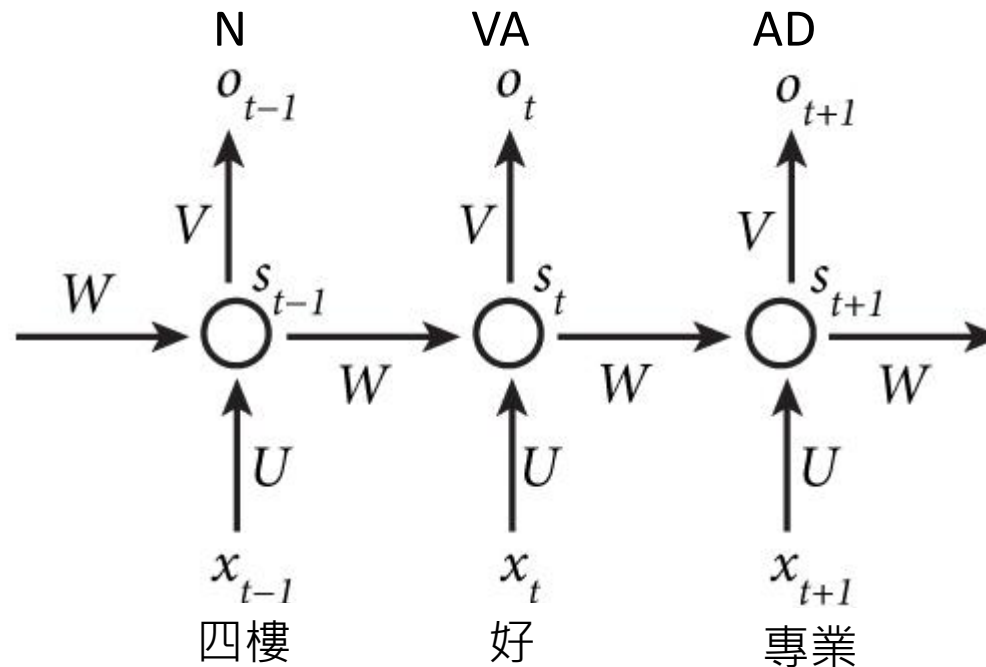 N VA AD
o_{t-1} o_t o_{t+1}
V V V
s_{t-1} s_t s_{t+1}
W W W W
U U U
x_{t-1} x_t x_{t+1}
四樓 好 專業